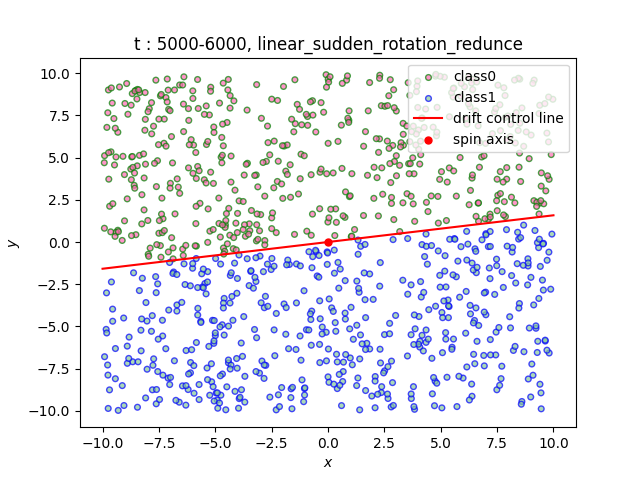 t : 5000-6000, linear_sudden_rotation_redunce
class0
class1
drift control line
spin axis
10.0
7.5
5.0
2.5
0.0
−2.5
−5.0
−7.5
−10.0
y
−10.0 −7.5 −5.0 −2.5 0.0 2.5 5.0 7.5 10.0
x